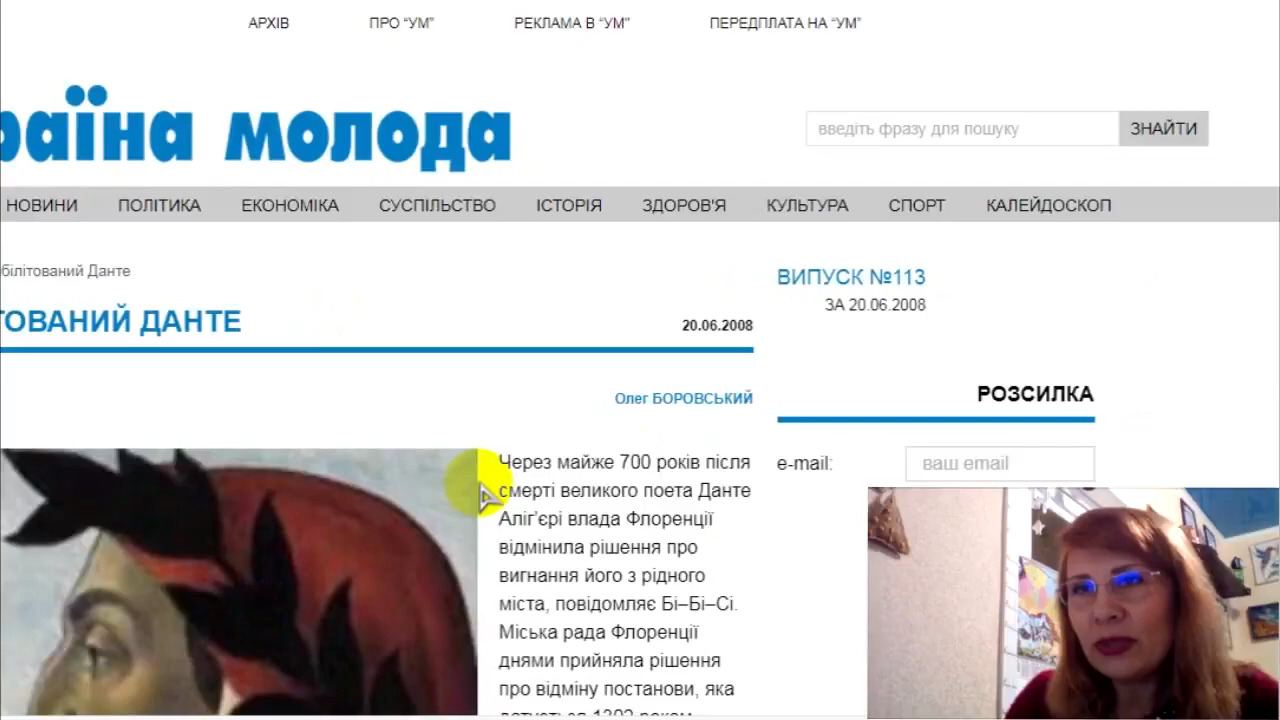 АРХІВ ПРО “УМ” РЕКЛАМА В “УМ” ПЕРЕДПЛАТА НА “УМ”
раїна молода
введіть фразу для пошуку ЗНАЙТИ
НОВИНИ ПОЛІТИКА ЕКОНОМІКА СУСПІЛЬСТВО ІСТОРІЯ ЗДОРОВ'Я КУЛЬТУРА СПОРТ КАЛЕЙДОСКОП
білітований Данте
ТОВАНИЙ ДАНТЕ
20.06.2008
ВИПУСК №113
ЗА 20.06.2008
Олег БОРОВСЬКИЙ
РОЗСИЛКА
e-mail: ваш email
Через майже 700 років після
смерті великого поета Данте
Аліг’єрі влада Флоренції
відмінила рішення про
вигнання його з рідного
міста, повідомляє Бі–Бі–Сі.
Міська рада Флоренції
днями прийняла рішення
про відміну постанови, яка